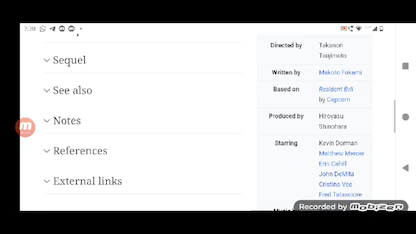 7:20
Sequel
See also
Notes
References
External links
Directed by
Takanori
Tsujimoto
Written by
Makoto Fukami
Based on
Resident Evil
by Capcom
Produced by
Hiroyasu
Shinohara
Starring
Kevin Dorman
Matthew Mercer
Erin Cahill
John DeMita
Cristina Vee
Fred Tatasciore
Recorded by Mobizen